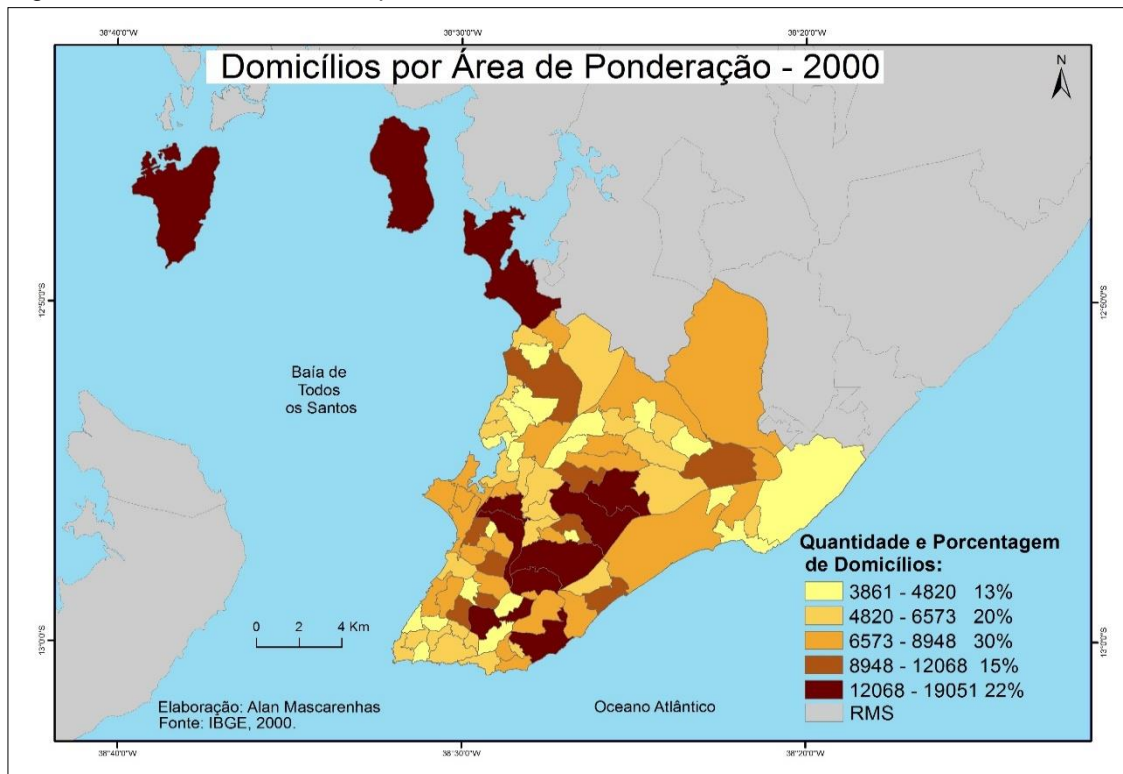 38°40'0"W
38°30'0"W
38°20'0"W
Domicílios por Área de Ponderação - 2000
N
12°50'0"S
12°50'0"S
Baía de
Todos
os Santos
Quantidade e Porcentagem
de Domicílios:
3861 - 4820 13%
4820 - 6573 20%
6573 - 8948 30%
8948 - 12068 15%
12068 - 19051 22%
RMS
0 2 4 Km
13°0'0"S
13°0'0"S
Elaboração: Alan Mascarenhas
Fonte: IBGE, 2000.
Oceano Atlântico
38°40'0"W
38°30'0"W
38°20'0"W